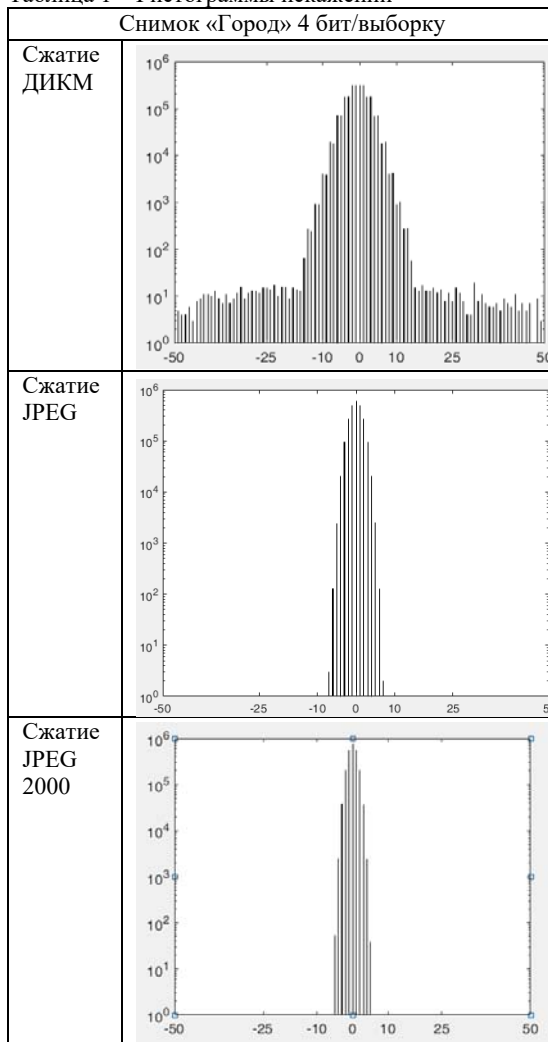 Таблица 1 – Гистограммы искажений
Снимок «Город» 4 бит/выборку
Сжатие
ДИКМ
10⁶
10⁵
10⁴
10³
10²
10¹
10⁰
-50 -25 -10 0 10 25 50
Сжатие
JPEG
10⁶
10⁵
10⁴
10³
10²
10¹
10⁰
-50 -25 -10 0 10 25
Сжатие
JPEG
2000
10⁶
10⁵
10⁴
10³
10²
10¹
10⁰
-50 -25 -10 0 10 25 50